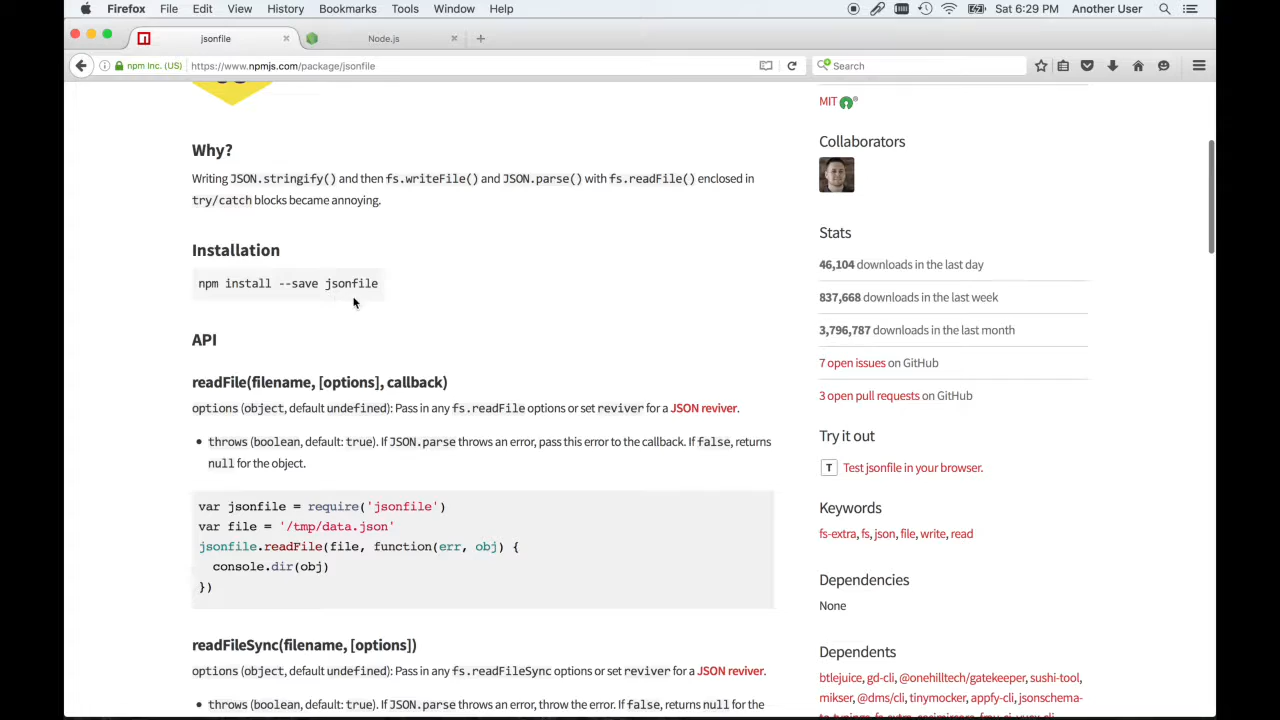 Firefox File Edit View History Bookmarks Tools Window Help Sat 6:29 PM Another User
jsonfile
Node.js
npm Inc. (US) https://www.npmjs.com/package/jsonfile
Search
MIT
Why?
Writing JSON.stringify() and then fs.writeFile() and JSON.parse() with fs.readFile() enclosed in
try/catch blocks became annoying.
Installation
npm install --save jsonfile
API
readFile(filename, [options], callback)
options (object, default undefined): Pass in any fs.readFile options or set reviver for a JSON reviver.
throws (boolean, default: true). If JSON.parse throws an error, pass this error to the callback. If false, returns
null for the object.
var jsonfile = require('jsonfile')
var file = '/tmp/data.json'
jsonfile.readFile(file, function(err, obj) {
console.dir(obj)
})
readFileSync(filename, [options])
options (object, default undefined): Pass in any fs.readFileSync options or set reviver for a JSON reviver.
throws (boolean, default: true). If JSON.parse throws an error, throw the error. If false, returns null for the
Collaborators
Stats
46,104 downloads in the last day
837,668 downloads in the last week
3,796,787 downloads in the last month
7 open issues on GitHub
3 open pull requests on GitHub
Try it out
T Test jsonfile in your browser.
Keywords
fs-extra, fs, json, file, write, read
Dependencies
None
Dependents
btlejuice, gd-cli, @onehilltech/gatekeeper, sushi-tool,
mikser, @dms/cli, tinymocker, appfy-cli, jsonschema-